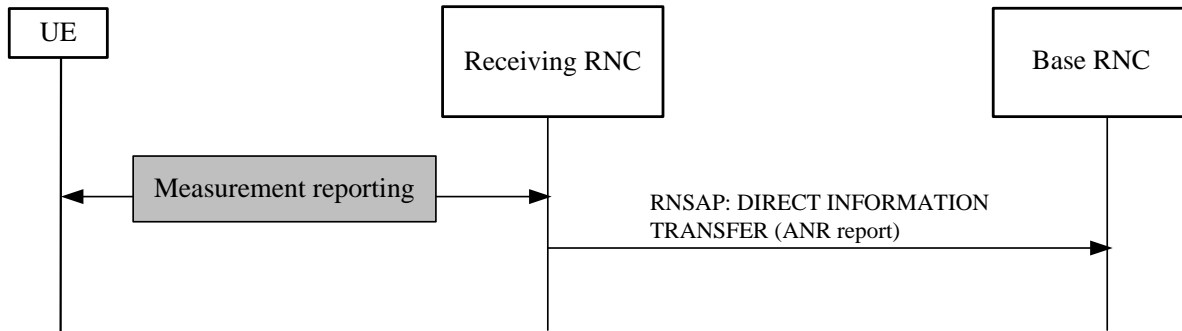 UE
Receiving RNC
Base RNC
Measurement reporting
RNSAP: DIRECT INFORMATION
TRANSFER (ANR report)